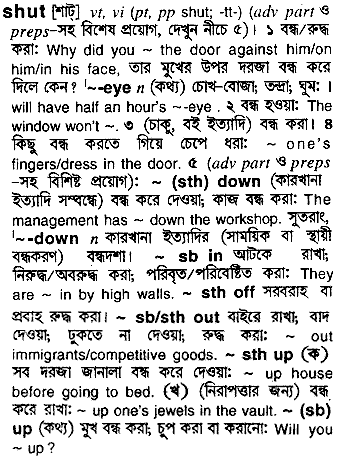 shut [শাট্] vt, vi (pt, pp shut; -tt-) (adv part ও
preps-সহ বিশেষ প্রয়োগ, দেখুন নীচে ৫)। ১ বন্ধ/রুদ্ধ
করা: Why did you ~ the door against him/on
him/in his face, তার মুখের উপর দরজা বন্ধ করে
দিলে কেন? '~-eye n (কথ্য) চোখ-বোজা; তন্দ্রা; ঘুম: I
will have half an hour's ~-eye . ২ বন্ধ হওয়া: The
window won't ~. ৩ (চাকু, বই ইত্যাদি) বন্ধ করা। ৪
কিছু বন্ধ করতে গিয়ে চেপে ধরা: ~ one's
fingers/dress in the door. ৫ (adv part ও preps
-সহ বিশিষ্ট প্রয়োগ): ~ (sth) down (কারখানা
ইত্যাদি সম্বন্ধে) বন্ধ করে দেওয়া; কাজ বন্ধ করা: The
management has ~ down the workshop. সুতরাং,
'~-down n কারখানা ইত্যাদির (সাময়িক বা স্থায়ী
বন্ধকরণ) বন্ধদশা। ~ sb in আটকে রাখা;
নিরুদ্ধ/অবরুদ্ধ করা; পরিবৃত/পরিবেষ্টিত করা: They
are ~ in by high walls. ~ sth off সরবরাহ বা
প্রবাহ রুদ্ধ করা। ~ sb/sth out বাইরে রাখা; বাদ
দেওয়া; ঢুকতে না দেওয়া; রুদ্ধ করা: ~ out
immigrants/competitive goods. ~ sth up (ক)
সব দরজা জানালা বন্ধ করে দেওয়া: ~ up house
before going to bed. (খ) (নিরাপত্তার জন্য) বন্ধ
করে রাখা: ~ up one's jewels in the vault. ~ (sb)
up (কথ্য) মুখ বন্ধ করা; চুপ করা বা করানো: Will you
~ up?